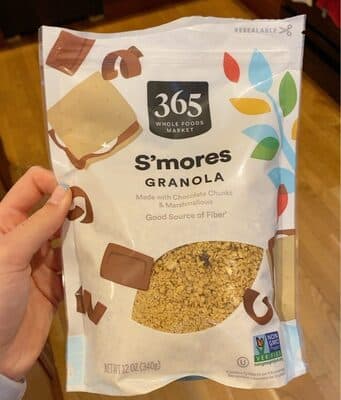 RESEALABLE
365
WHOLE FOODS
MARKET
S'mores
GRANOLA
Made with Chocolate Chunks
& Marshmallows
Good Source of Fiber*
NON
GMO
VERIFIED
U
NET WT 12 OZ (340g)